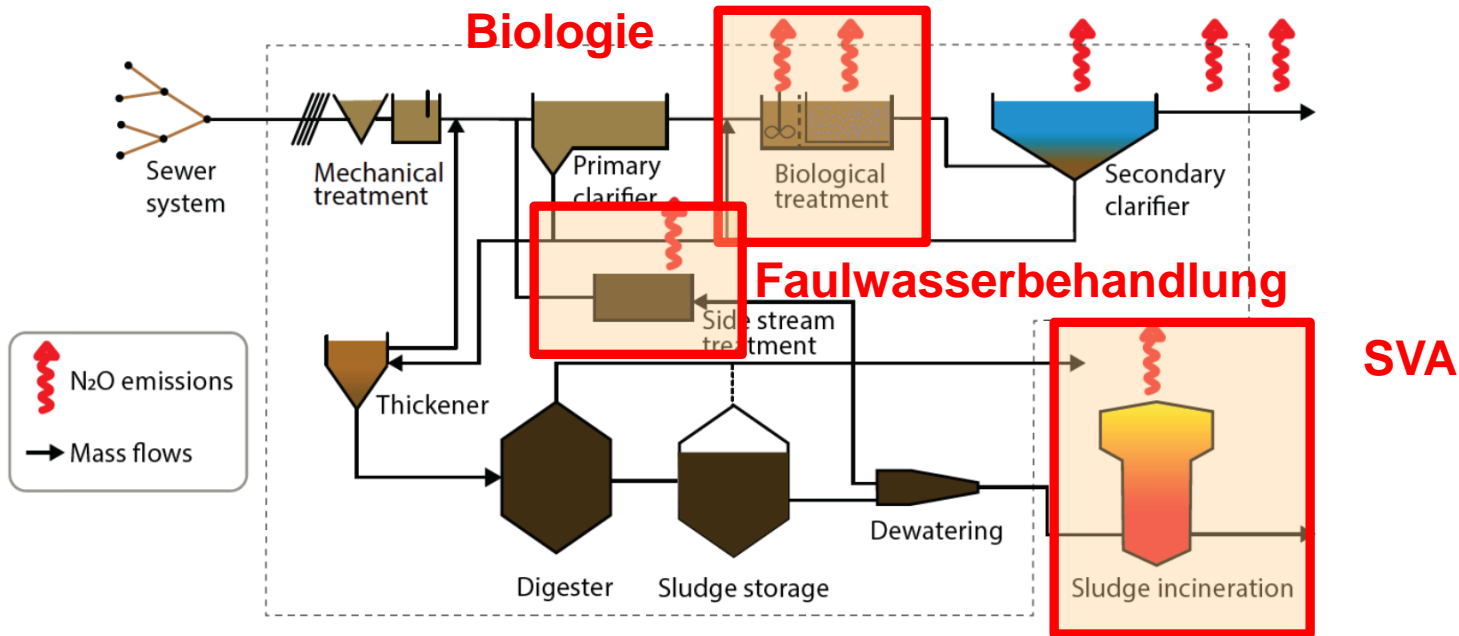 Biologie
Sewer
system
Mechanical
treatment
Primary
clarifier
Biological
treatment
Secondary
clarifier
Faulwasserbehandlung
Side stream
treatment
SVA
N₂O emissions
Mass flows
Thickener
Digester
Sludge storage
Dewatering
Sludge incineration